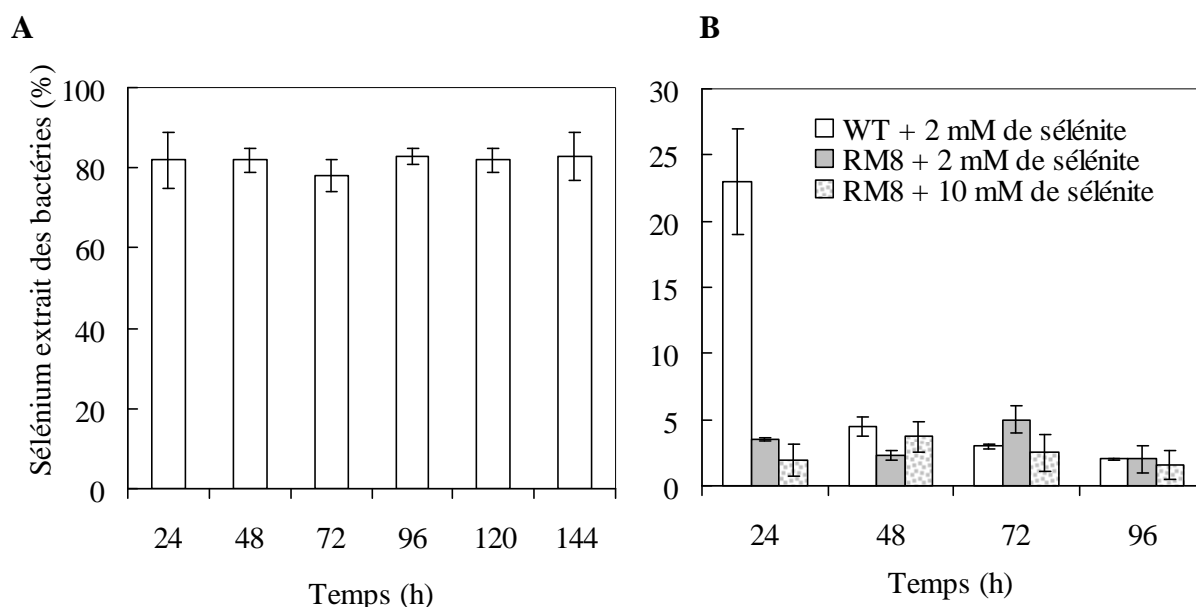 A
Sélénium extrait des bactéries (%)
100
80
60
40
20
0
24 48 72 96 120 144
Temps (h)
B
30
25
20
15
10
5
0
WT + 2 mM de sélénite
RM8 + 2 mM de sélénite
RM8 + 10 mM de sélénite
24 48 72 96
Temps (h)